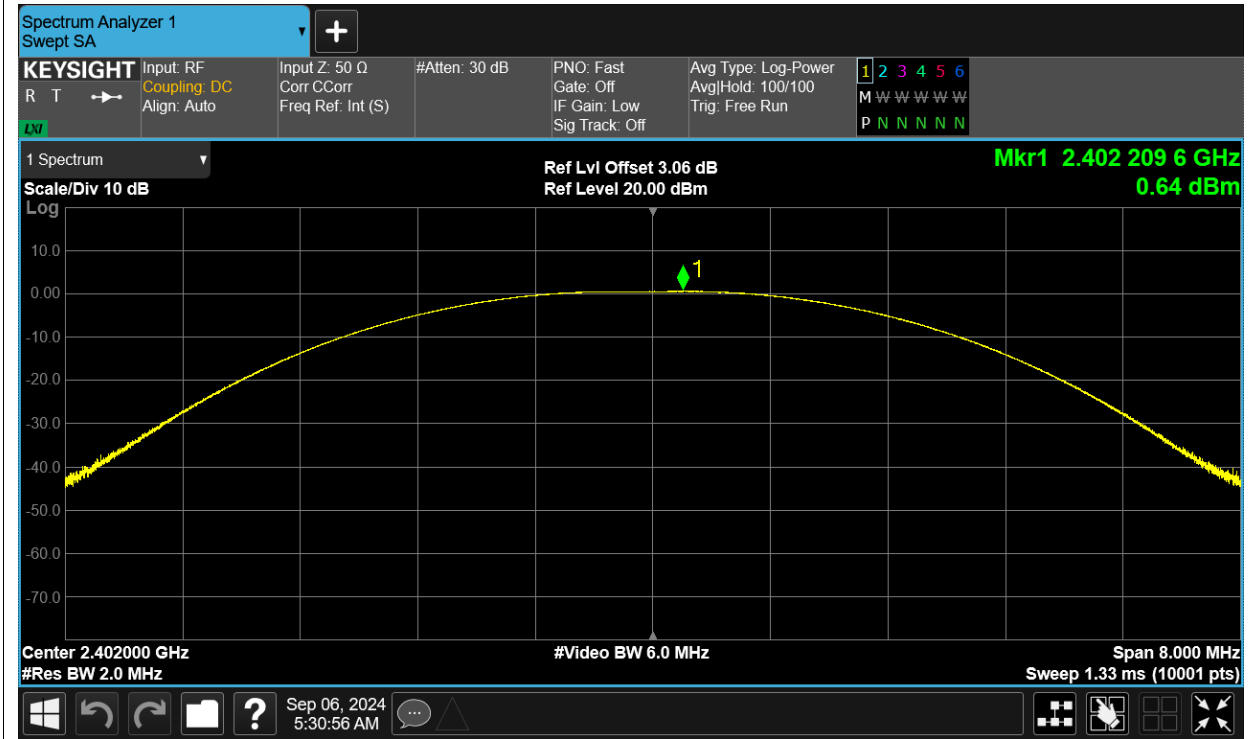 Spectrum Analyzer 1
Swept SA
KEYSIGHT
R T
LXI
Input: RF
Coupling: DC
Align: Auto
Input Z: 50 Ω
Corr CCorr
Freq Ref: Int (S)
#Atten: 30 dB
PNO: Fast
Gate: Off
IF Gain: Low
Sig Track: Off
Avg Type: Log-Power
Avg|Hold: 100/100
Trig: Free Run
1 2 3 4 5 6
M W W W W W
P N N N N N
1 Spectrum
Scale/Div 10 dB
Log
Ref Lvl Offset 3.06 dB
Ref Level 20.00 dBm
Mkr1 2.402 209 6 GHz
0.64 dBm
1
10.0
0.00
-10.0
-20.0
-30.0
-40.0
-50.0
-60.0
-70.0
Center 2.402000 GHz
#Res BW 2.0 MHz
#Video BW 6.0 MHz
Span 8.000 MHz
Sweep 1.33 ms (10001 pts)
?
Sep 06, 2024
5:30:56 AM